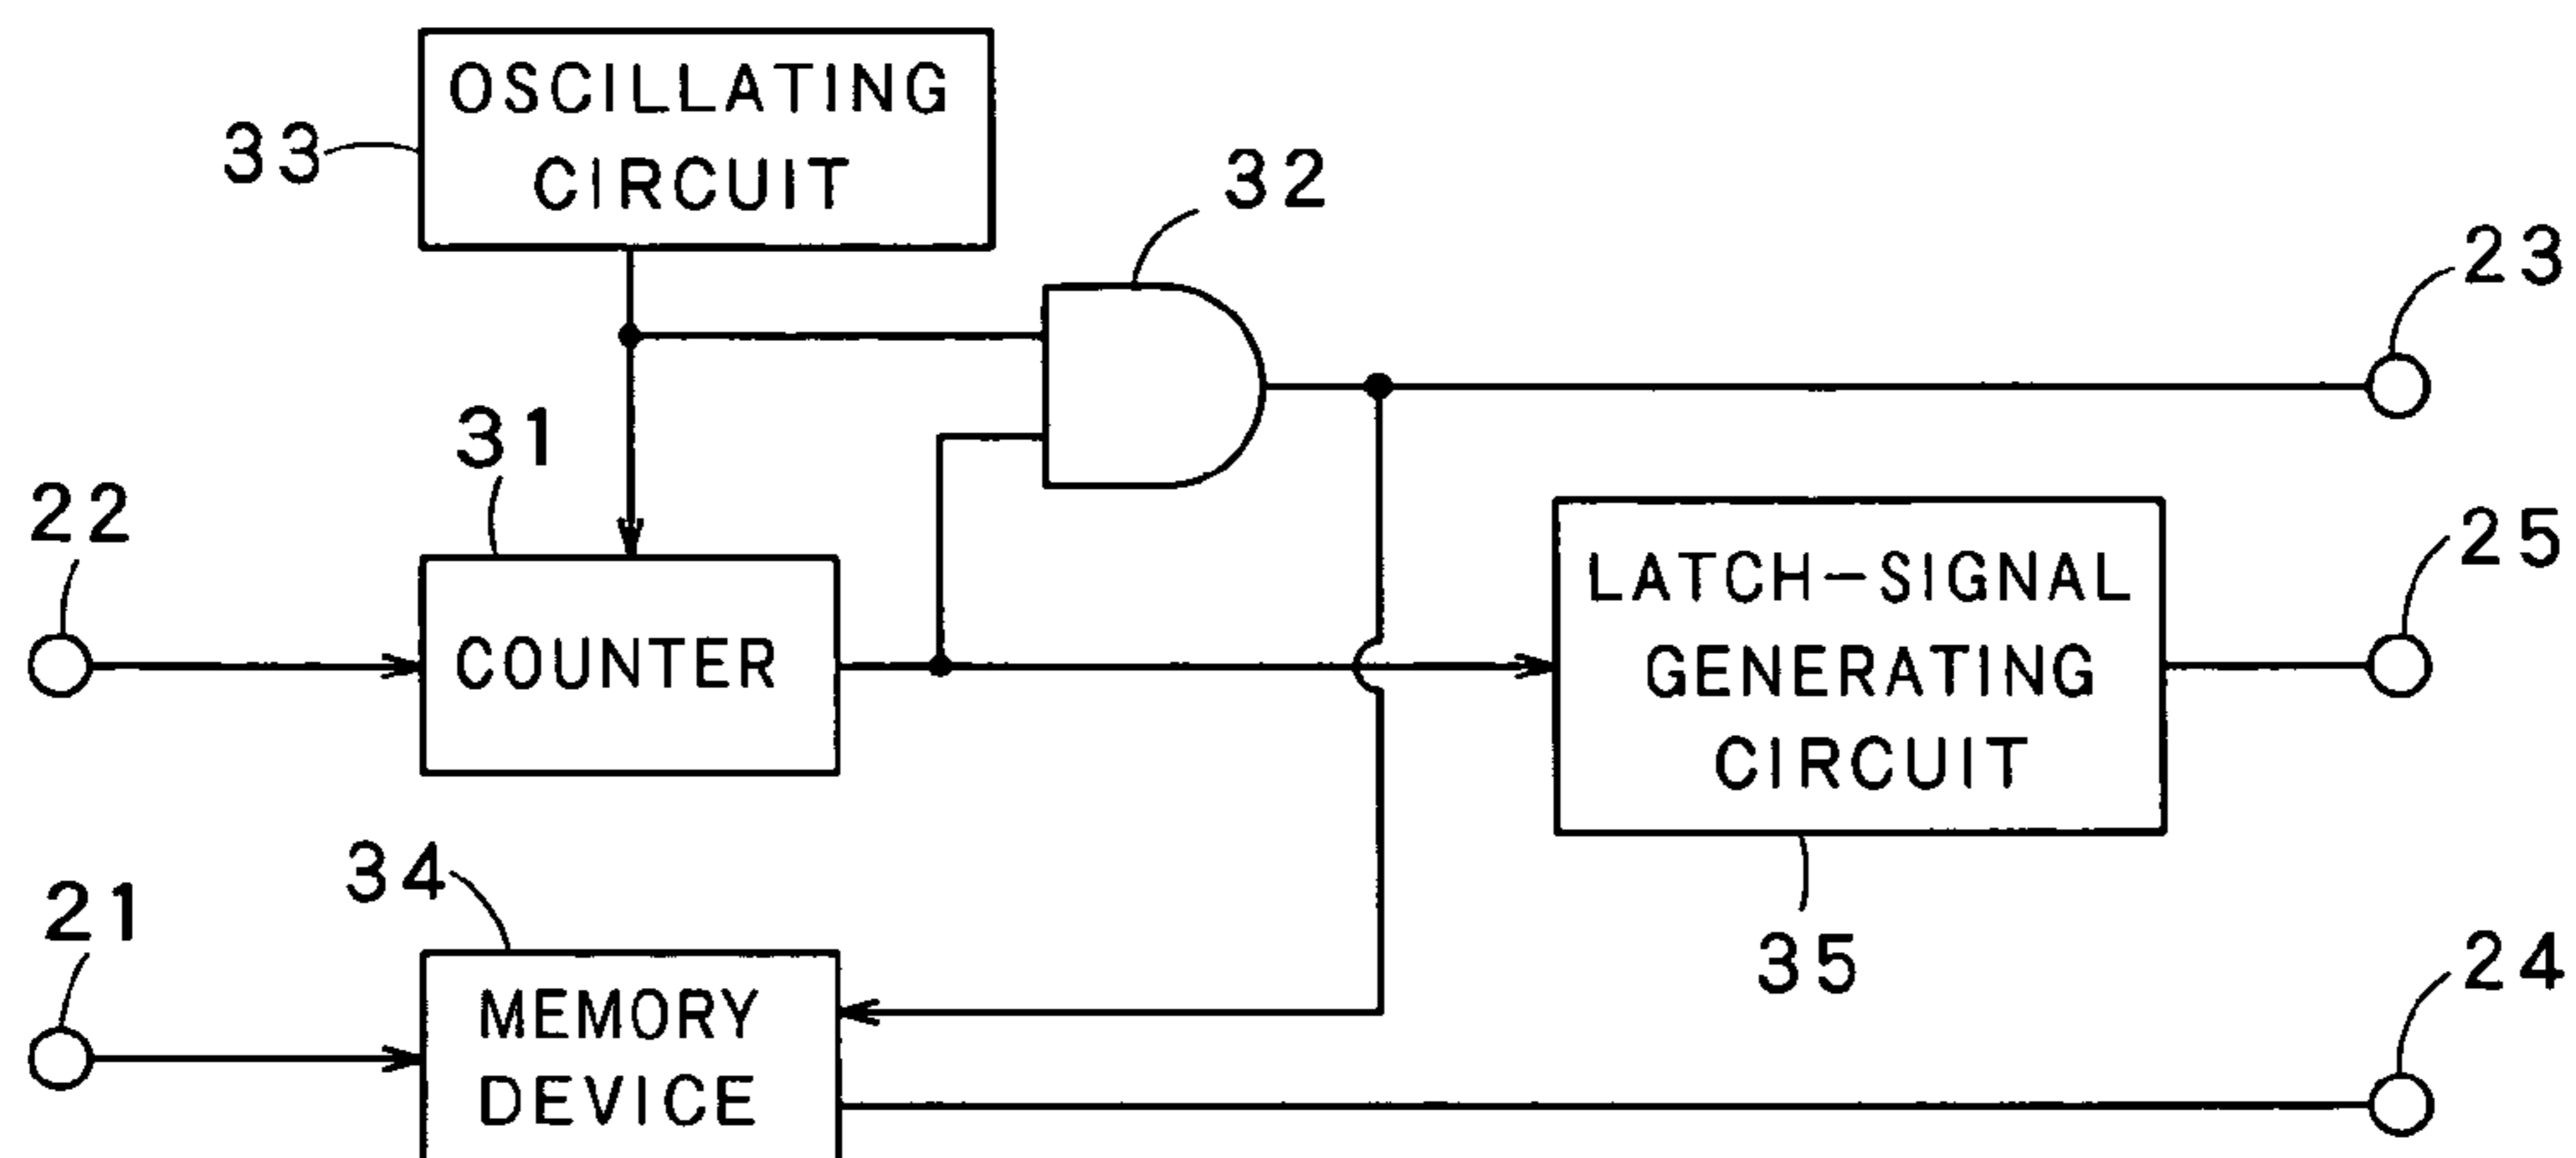 OSCILLATING
CIRCUIT
33
32
23
31
22
COUNTER
LATCH-SIGNAL
GENERATING
CIRCUIT
25
35
34
21
MEMORY
DEVICE
24